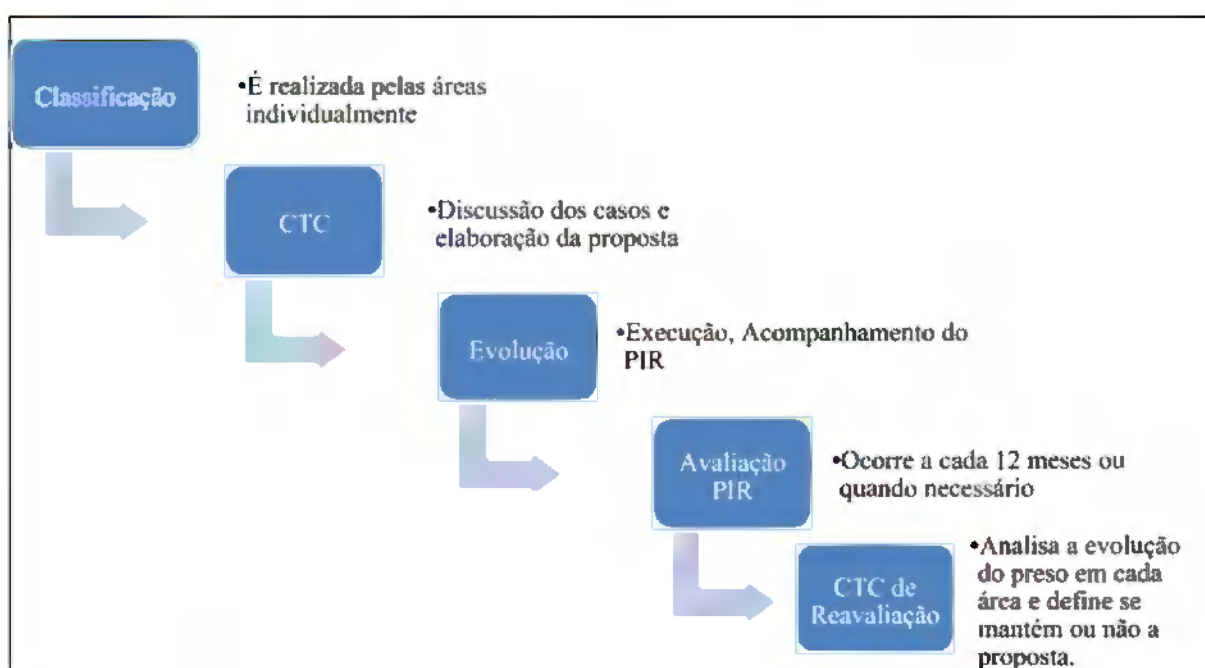 Classificação
•É realizada pelas áreas
individualmente
CTC
•Discussão dos casos e
elaboração da proposta
Evolução
•Execução, Acompanhamento do
PIR
Avaliação
PIR
•Ocorre a cada 12 meses ou
quando necessário
CTC de
Reavaliação
•Analisa a evolução
do preso em cada
área e define se
mantém ou não a
proposta.